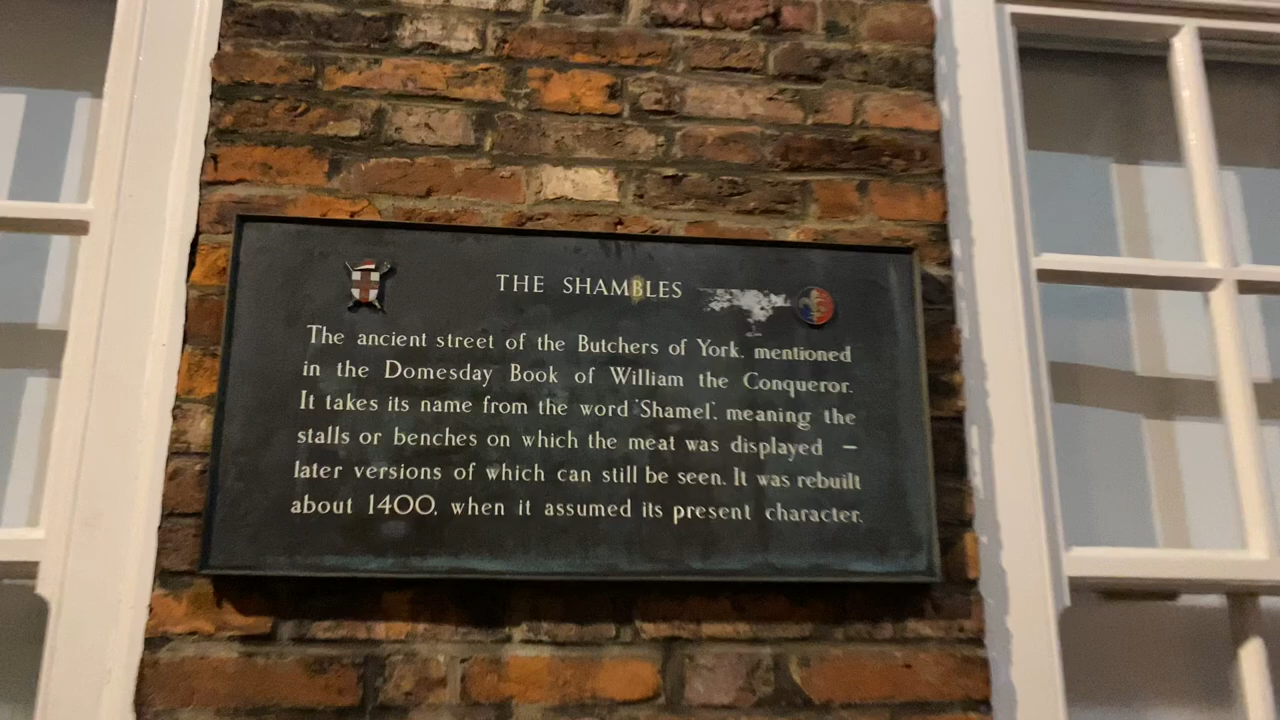 THE SHAMBLES
The ancient street of the Butchers of York, mentioned
in the Domesday Book of William the Conqueror.
It takes its name from the word 'Shamel', meaning the
stalls or benches on which the meat was displayed –
later versions of which can still be seen. It was rebuilt
about 1400, when it assumed its present character.